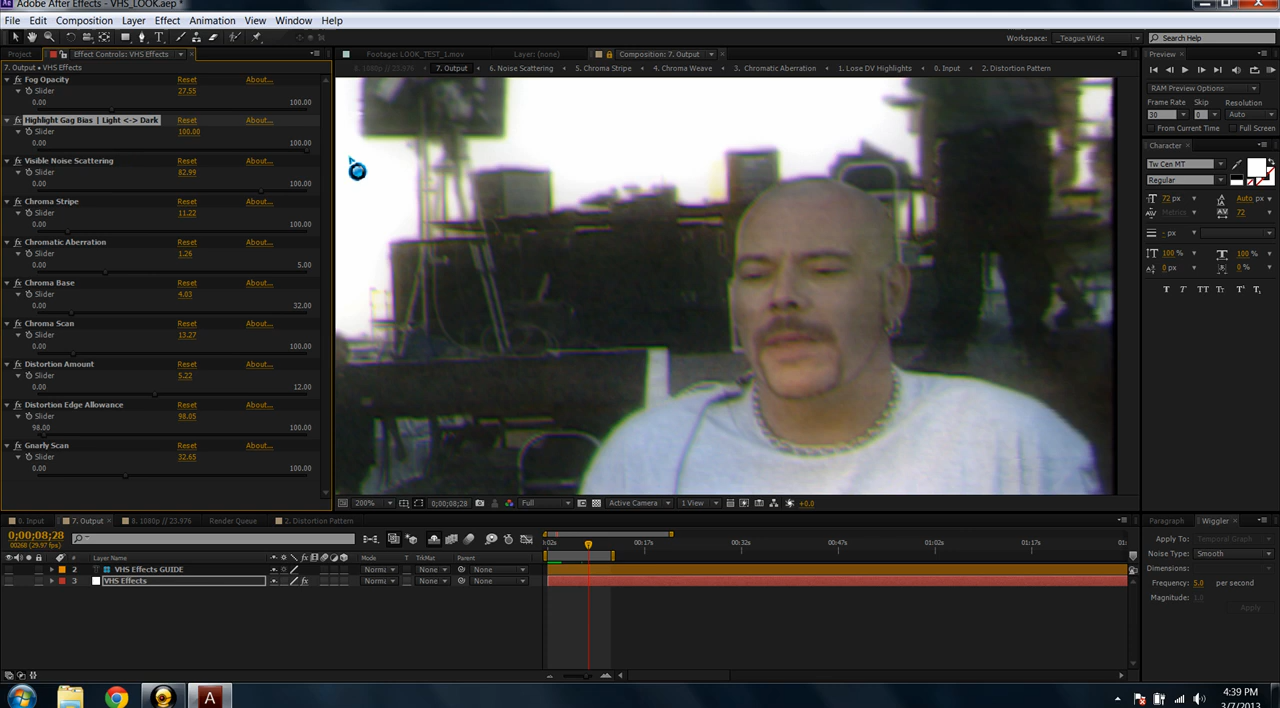 Adobe After Effects - VHS_LOOK.aep *
File Edit Composition Layer Effect Animation View Window Help
Workspace: _Teague Wide Search Help
Project Effect Controls: VHS Effects Footage: LOOK_TEST_1.mov Layer: (none) Composition: 7. Output Preview
7. Output • VHS Effects
8. 1080p // 23.976 7. Output 6. Noise Scattering 5. Chroma Stripe 4. Chroma Weave 3. Chromatic Aberration 1. Lose DV Highlights 0. Input 2. Distortion Pattern
Fog Opacity Reset About...
Slider 27.55
0.00 100.00
Highlight Gag Bias | Light <-> Dark Reset About...
Slider 100.00
0.00 100.00
Visible Noise Scattering Reset About...
Slider 82.99
0.00 100.00
Chroma Stripe Reset About...
Slider 11.22
0.00 100.00
Chromatic Aberration Reset About...
Slider 1.26
0.00 5.00
Chroma Base Reset About...
Slider 4.03
0.00 32.00
Chroma Scan Reset About...
Slider 13.27
0.00 100.00
Distortion Amount Reset About...
Slider 5.22
0.00 12.00
Distortion Edge Allowance Reset About...
Slider 98.05
98.00 100.00
Gnarly Scan Reset About...
Slider 32.65
0.00 100.00
RAM Preview Options
Frame Rate Skip Resolution
30 0 Auto
From Current Time Full Screen
Character
Tw Cen MT
Regular
72 px Auto px
Metrics 72
- px
100 % 100 %
0 px 0 %
T T TT Tт T¹ T₁
200% 0;00;08;28 Full Active Camera 1 View +0.0
0. Input 7. Output 8. 1080p // 23.976 Render Queue 2. Distortion Pattern
0;00;08;28
00268 (29.97 fps)
:02s 00:17s 00:32s 00:47s 01:02s 01:17s
# Layer Name Mode T TrkMat Parent
2 VHS Effects GUIDE Norma None None
3 VHS Effects Norma None None
Paragraph Wiggler
Apply To: Temporal Graph
Noise Type: Smooth
Dimensions:
Frequency: 5.0 per second
Magnitude: 1.0
Apply
4:39 PM
3/7/2013